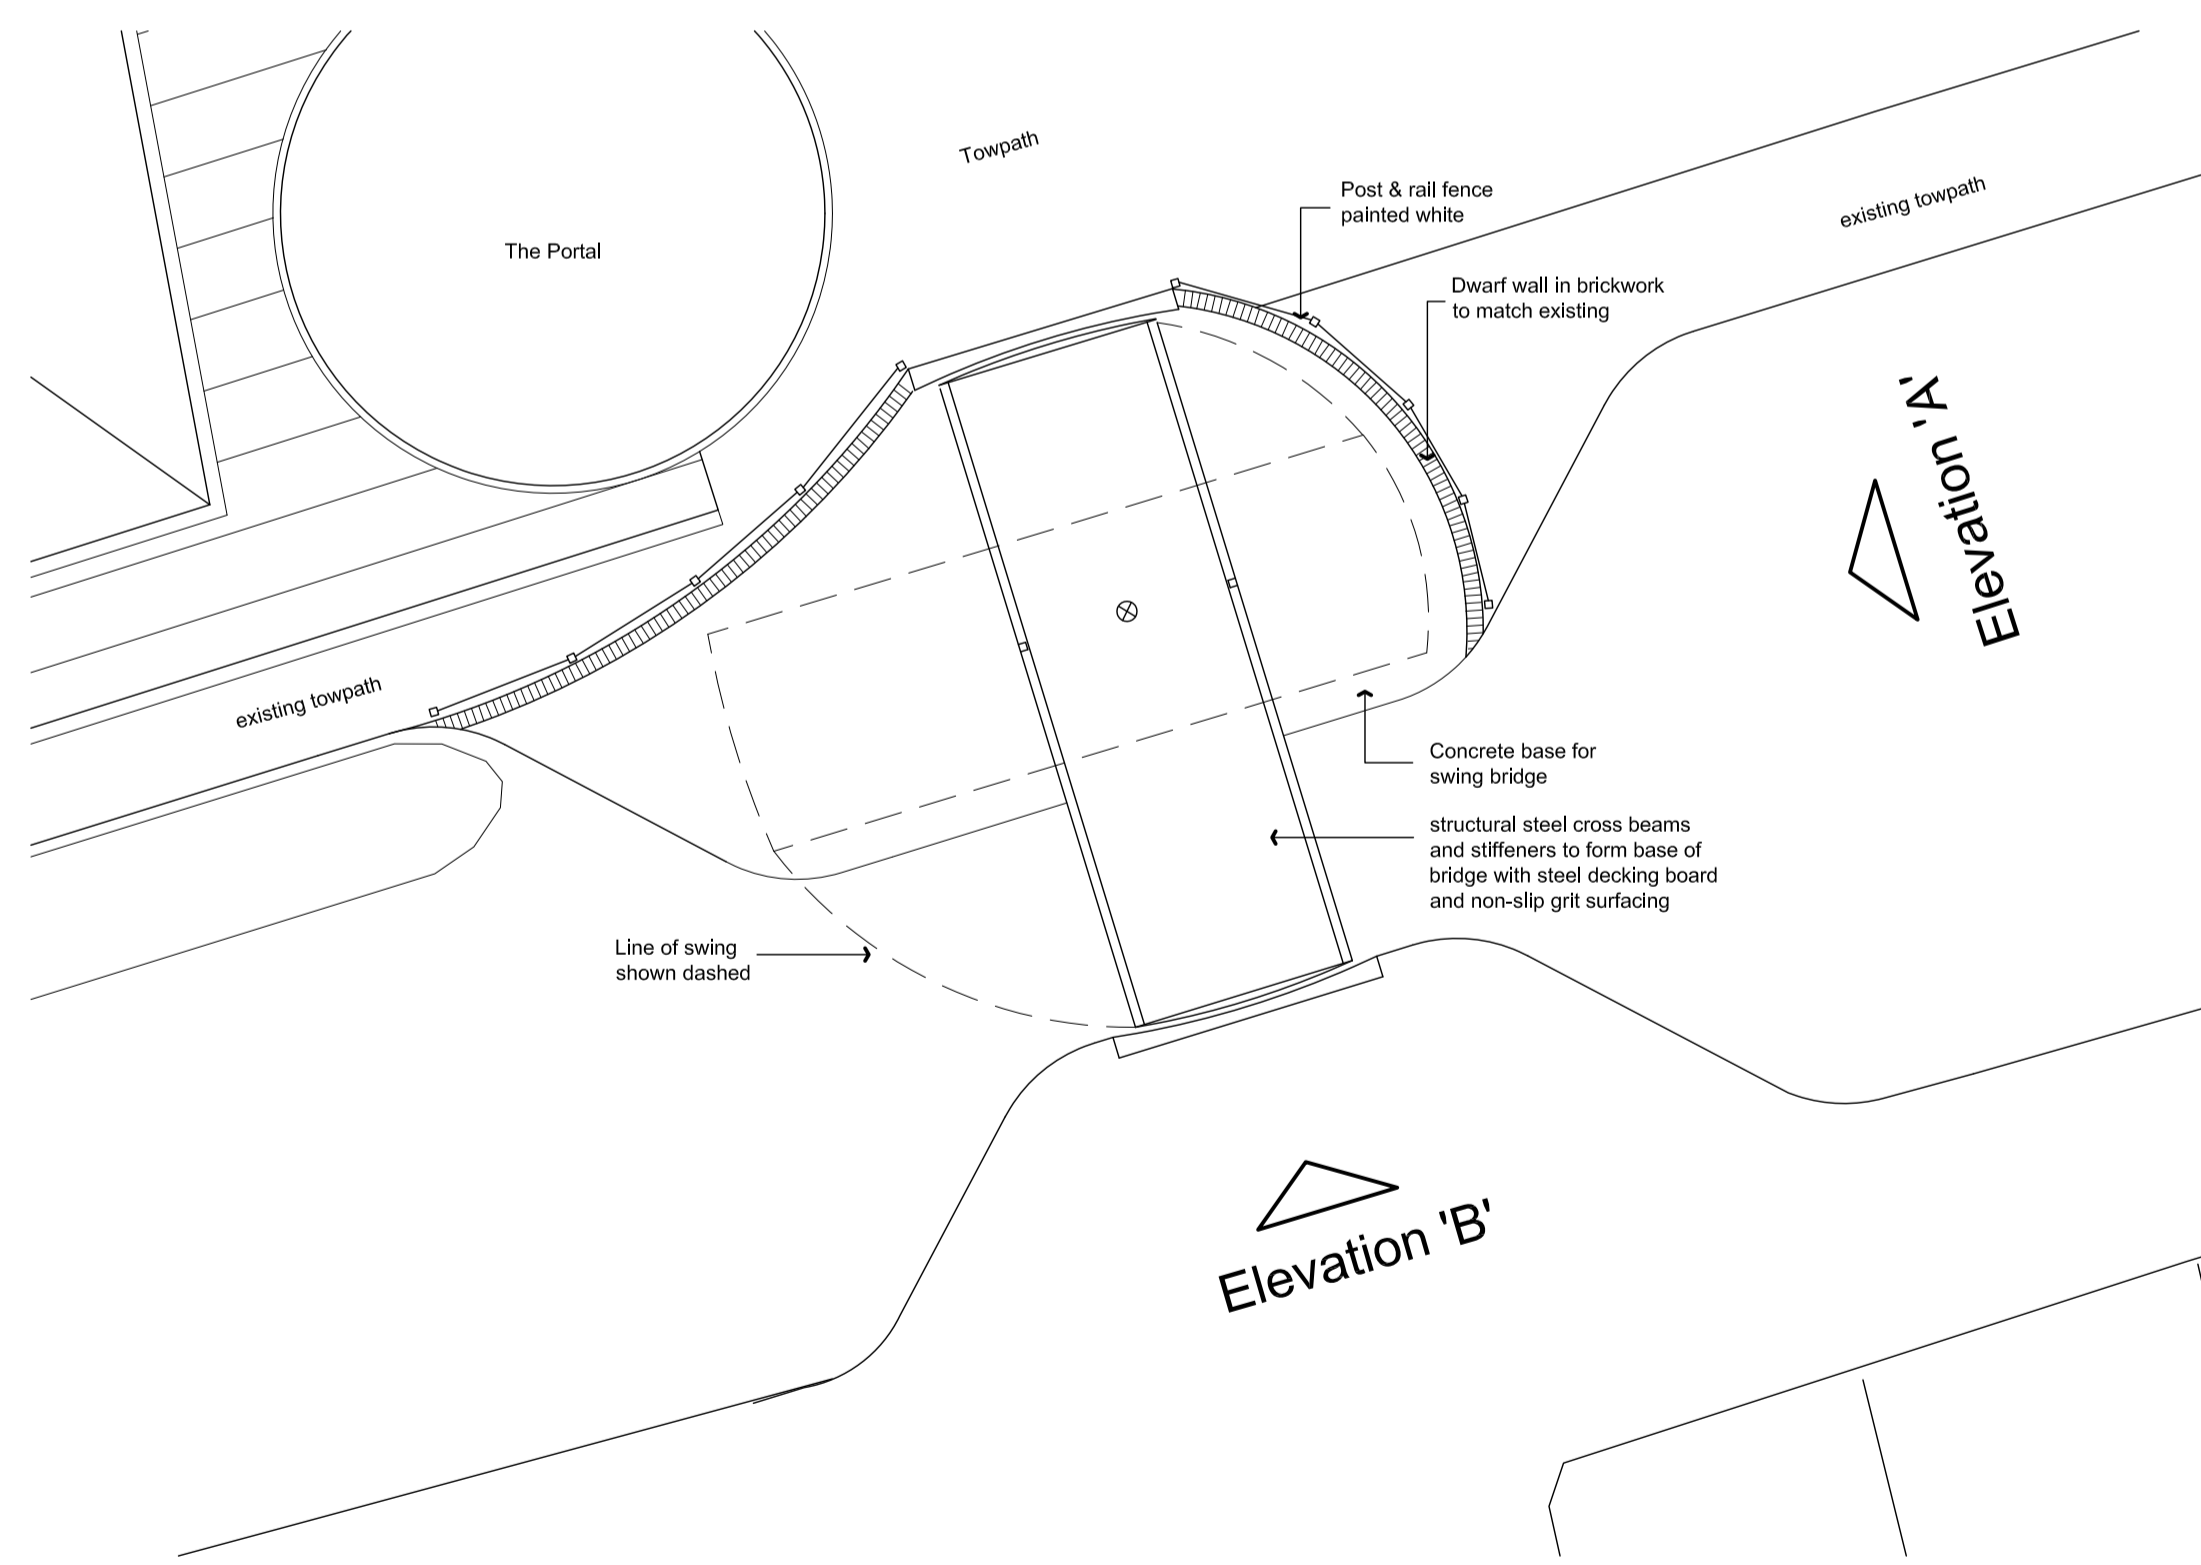 Towpath
Post & rail fence
painted white
existing towpath
The Portal
Dwarf wall in brickwork
to match existing
Elevation 'A'
existing towpath
Concrete base for
swing bridge
structural steel cross beams
and stiffeners to form base of
bridge with steel decking board
and non-slip grit surfacing
Line of swing
shown dashed
Elevation 'B'